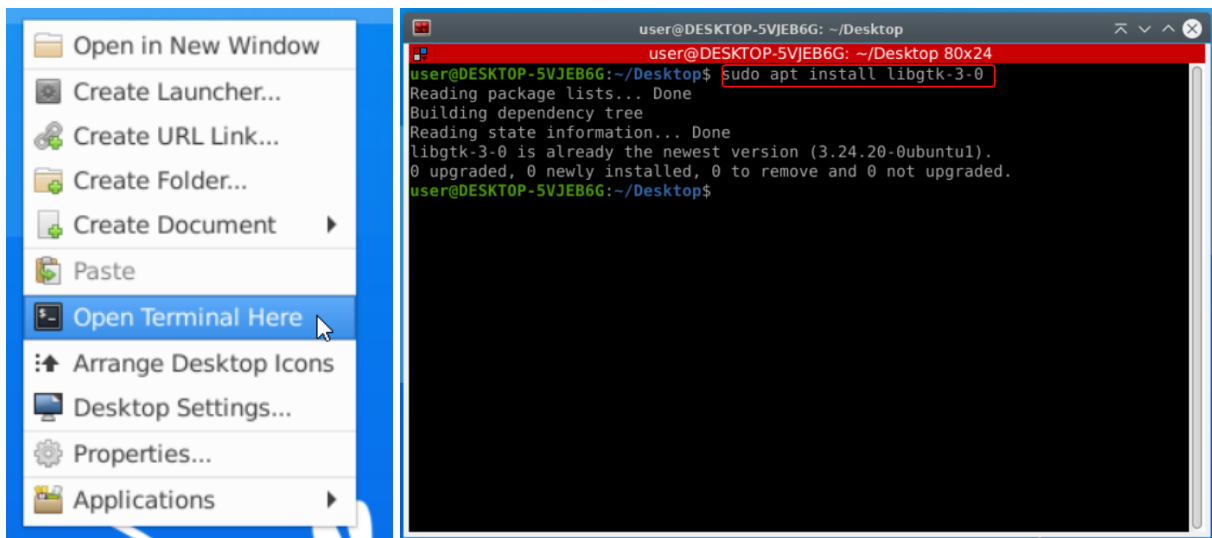 Open in New Window
Create Launcher...
Create URL Link...
Create Folder...
Create Document
Paste
Open Terminal Here
Arrange Desktop Icons
Desktop Settings...
Properties...
Applications
user@DESKTOP-5VJEB6G: ~/Desktop
user@DESKTOP-5VJEB6G: ~/Desktop 80x24
user@DESKTOP-5VJEB6G:~/Desktop$ sudo apt install libgtk-3-0
Reading package lists... Done
Building dependency tree
Reading state information... Done
libgtk-3-0 is already the newest version (3.24.20-0ubuntu1).
0 upgraded, 0 newly installed, 0 to remove and 0 not upgraded.
user@DESKTOP-5VJEB6G:~/Desktop$